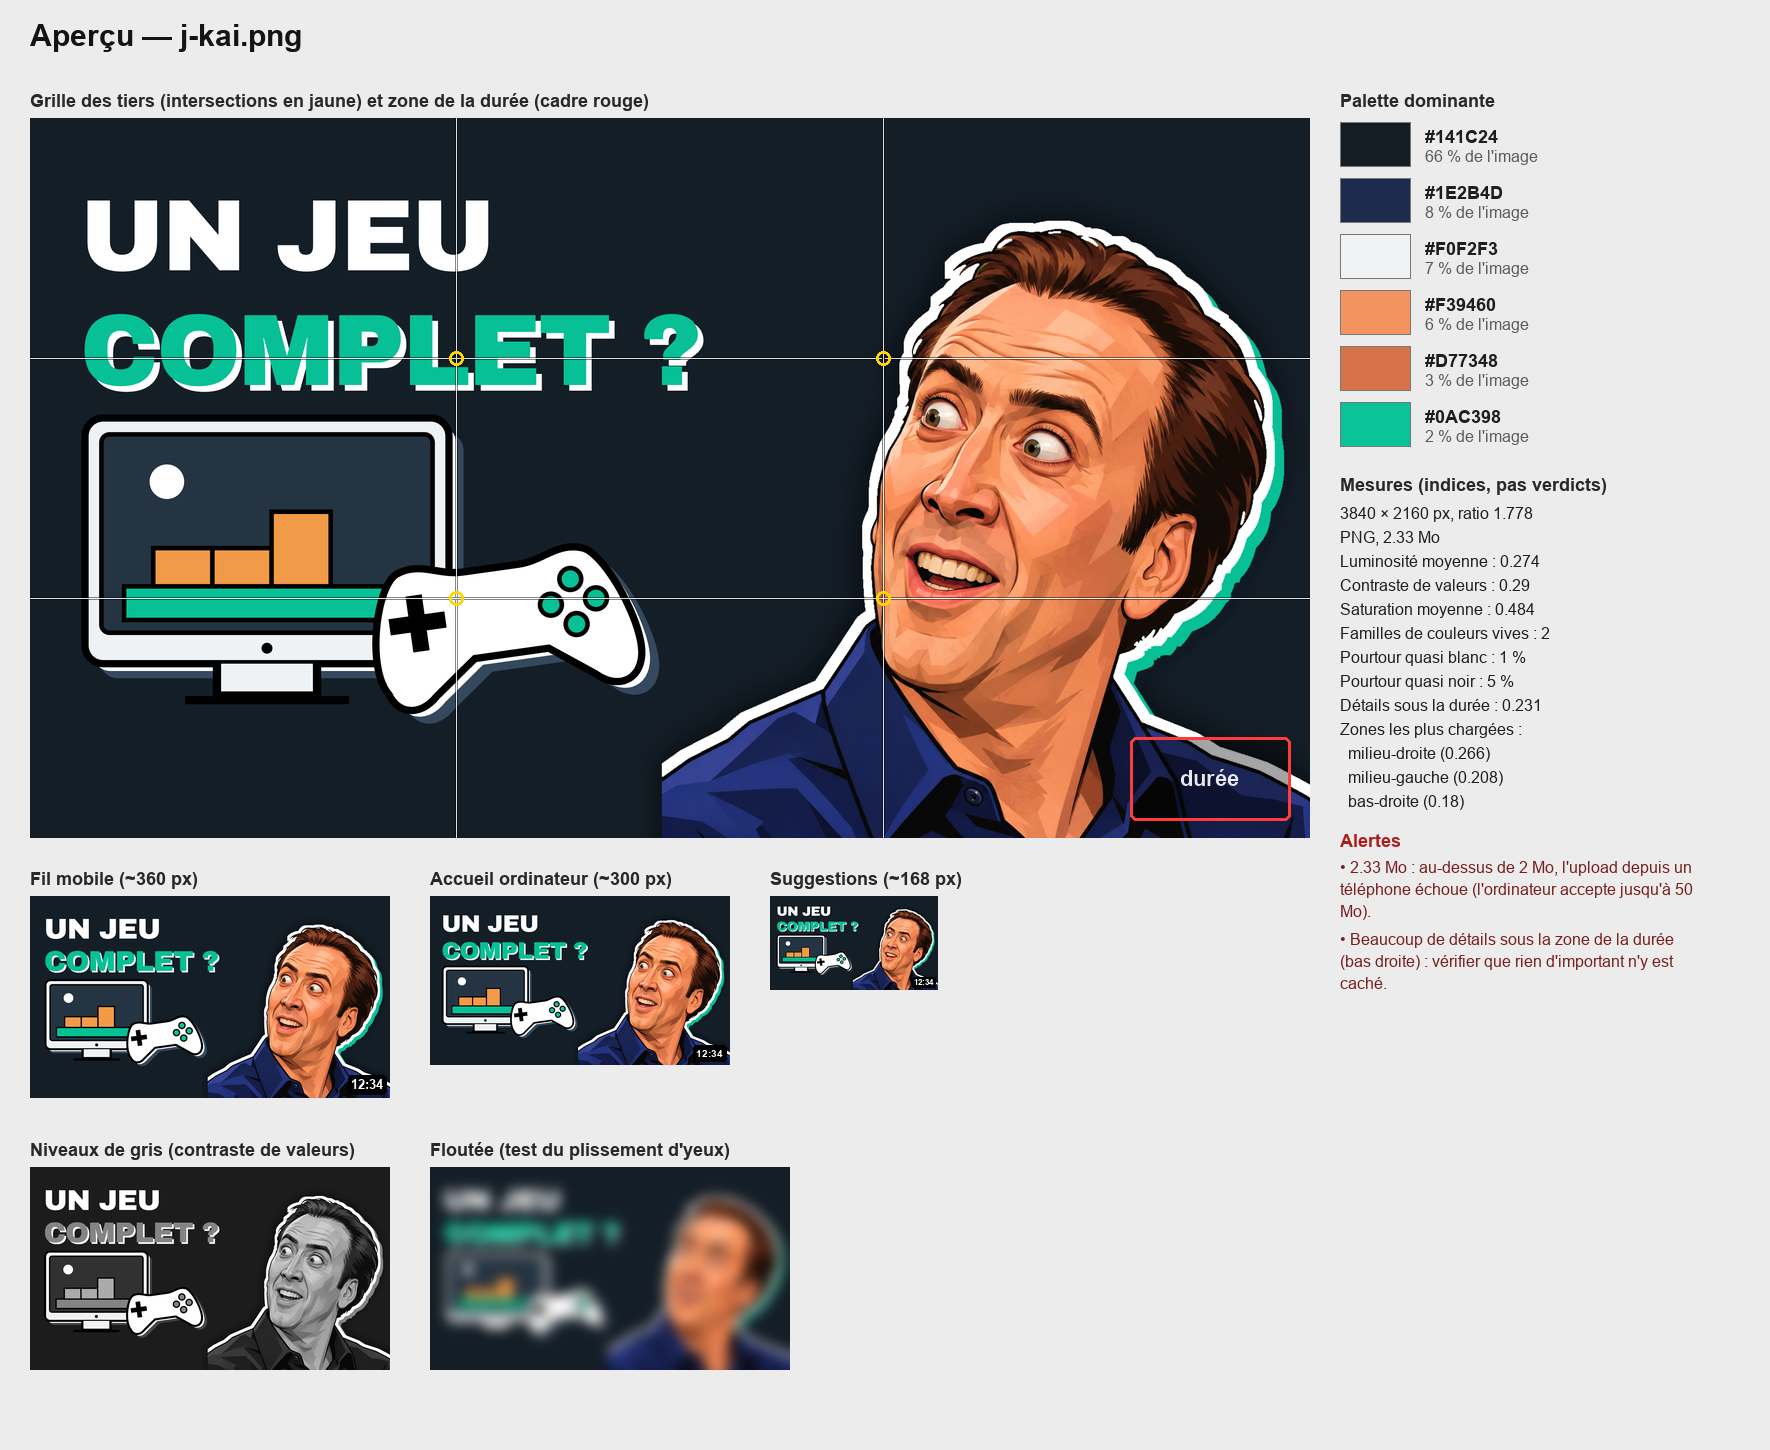 Aperçu — j-kai.png
Grille des tiers (intersections en jaune) et zone de la durée (cadre rouge)
UN JEU
COMPLET ?
durée
Palette dominante
#141C24
66 % de l'image
#1E2B4D
8 % de l'image
#F0F2F3
7 % de l'image
#F39460
6 % de l'image
#D77348
3 % de l'image
#0AC398
2 % de l'image
Mesures (indices, pas verdicts)
3840 × 2160 px, ratio 1.778
PNG, 2.33 Mo
Luminosité moyenne : 0.274
Contraste de valeurs : 0.29
Saturation moyenne : 0.484
Familles de couleurs vives : 2
Pourtour quasi blanc : 1 %
Pourtour quasi noir : 5 %
Détails sous la durée : 0.231
Zones les plus chargées :
milieu-droite (0.266)
milieu-gauche (0.208)
bas-droite (0.18)
Alertes
• 2.33 Mo : au-dessus de 2 Mo, l'upload depuis un
téléphone échoue (l'ordinateur accepte jusqu'à 50
Mo).
• Beaucoup de détails sous la zone de la durée
(bas droite) : vérifier que rien d'important n'y est
caché.
Fil mobile (~360 px)
UN JEU
COMPLET ?
12:34
Accueil ordinateur (~300 px)
UN JEU
COMPLET ?
12:34
Suggestions (~168 px)
UN JEU
COMPLET ?
12:34
Niveaux de gris (contraste de valeurs)
UN JEU
COMPLET ?
Floutée (test du plissement d'yeux)
UN JEU
COMPLET ?